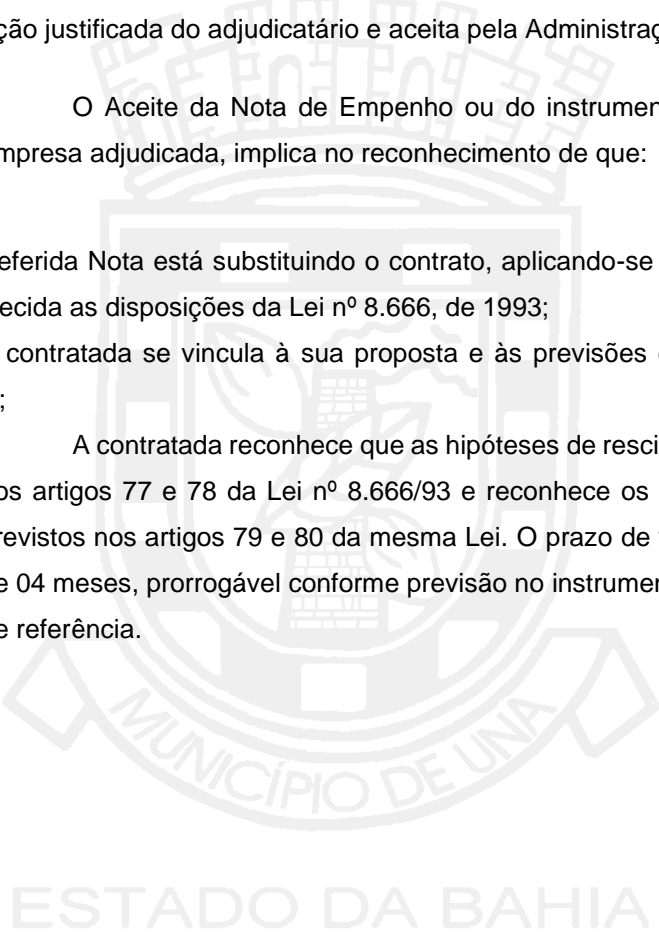 ção justificada do adjudicatário e aceita pela Administraç
O Aceite da Nota de Empenho ou do instrumen
mpresa adjudicada, implica no reconhecimento de que:
eferida Nota está substituindo o contrato, aplicando-se
ecida as disposições da Lei nº 8.666, de 1993;
contratada se vincula à sua proposta e às previsões
;
A contratada reconhece que as hipóteses de resci
os artigos 77 e 78 da Lei nº 8.666/93 e reconhece os
revistos nos artigos 79 e 80 da mesma Lei. O prazo de
e 04 meses, prorrogável conforme previsão no instrumen
e referência.
MUNICÍPIO DE UNA
ESTADO DA BAHIA